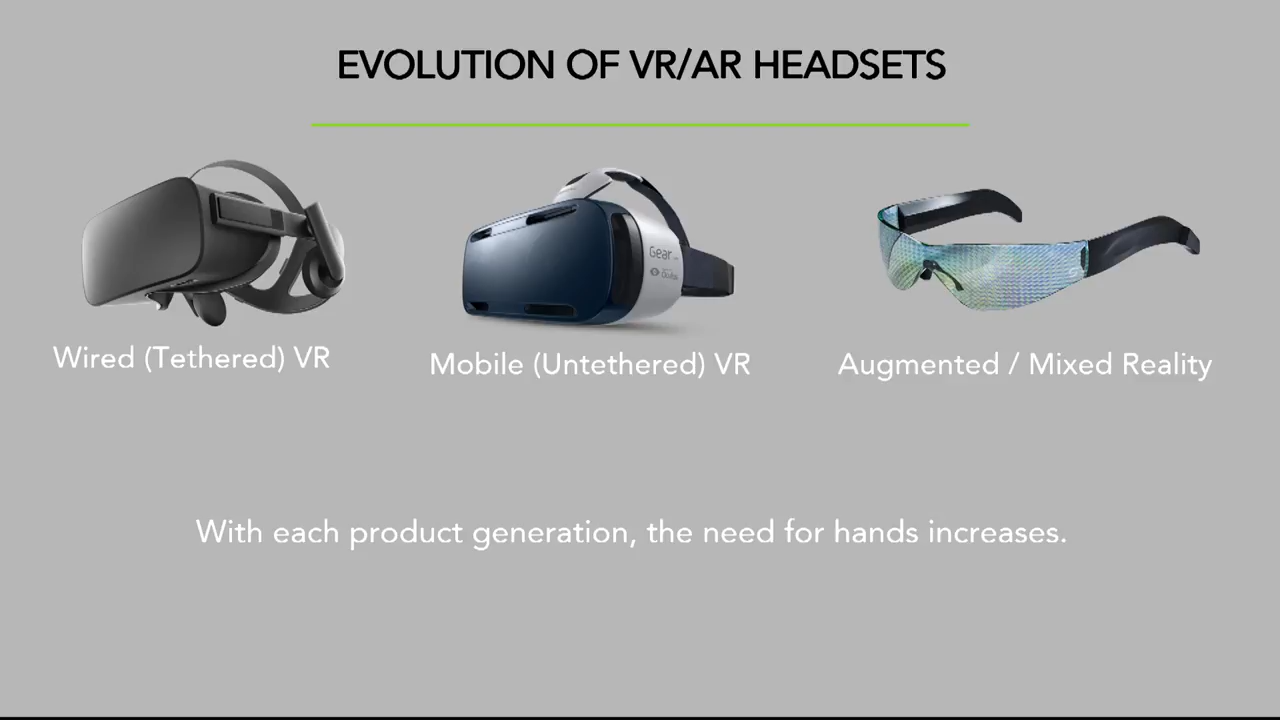 EVOLUTION OF VR/AR HEADSETS
Gear
Wired (Tethered) VR
Mobile (Untethered) VR
Augmented / Mixed Reality
With each product generation, the need for hands increases.